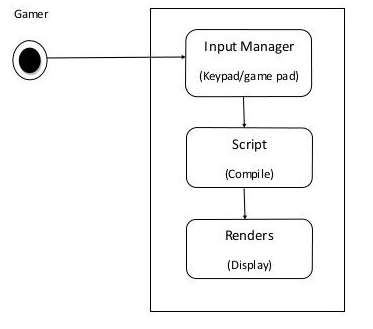 Gamer
Input Manager
(Keypad/game pad)
Script
(Compile)
Renders
(Display)